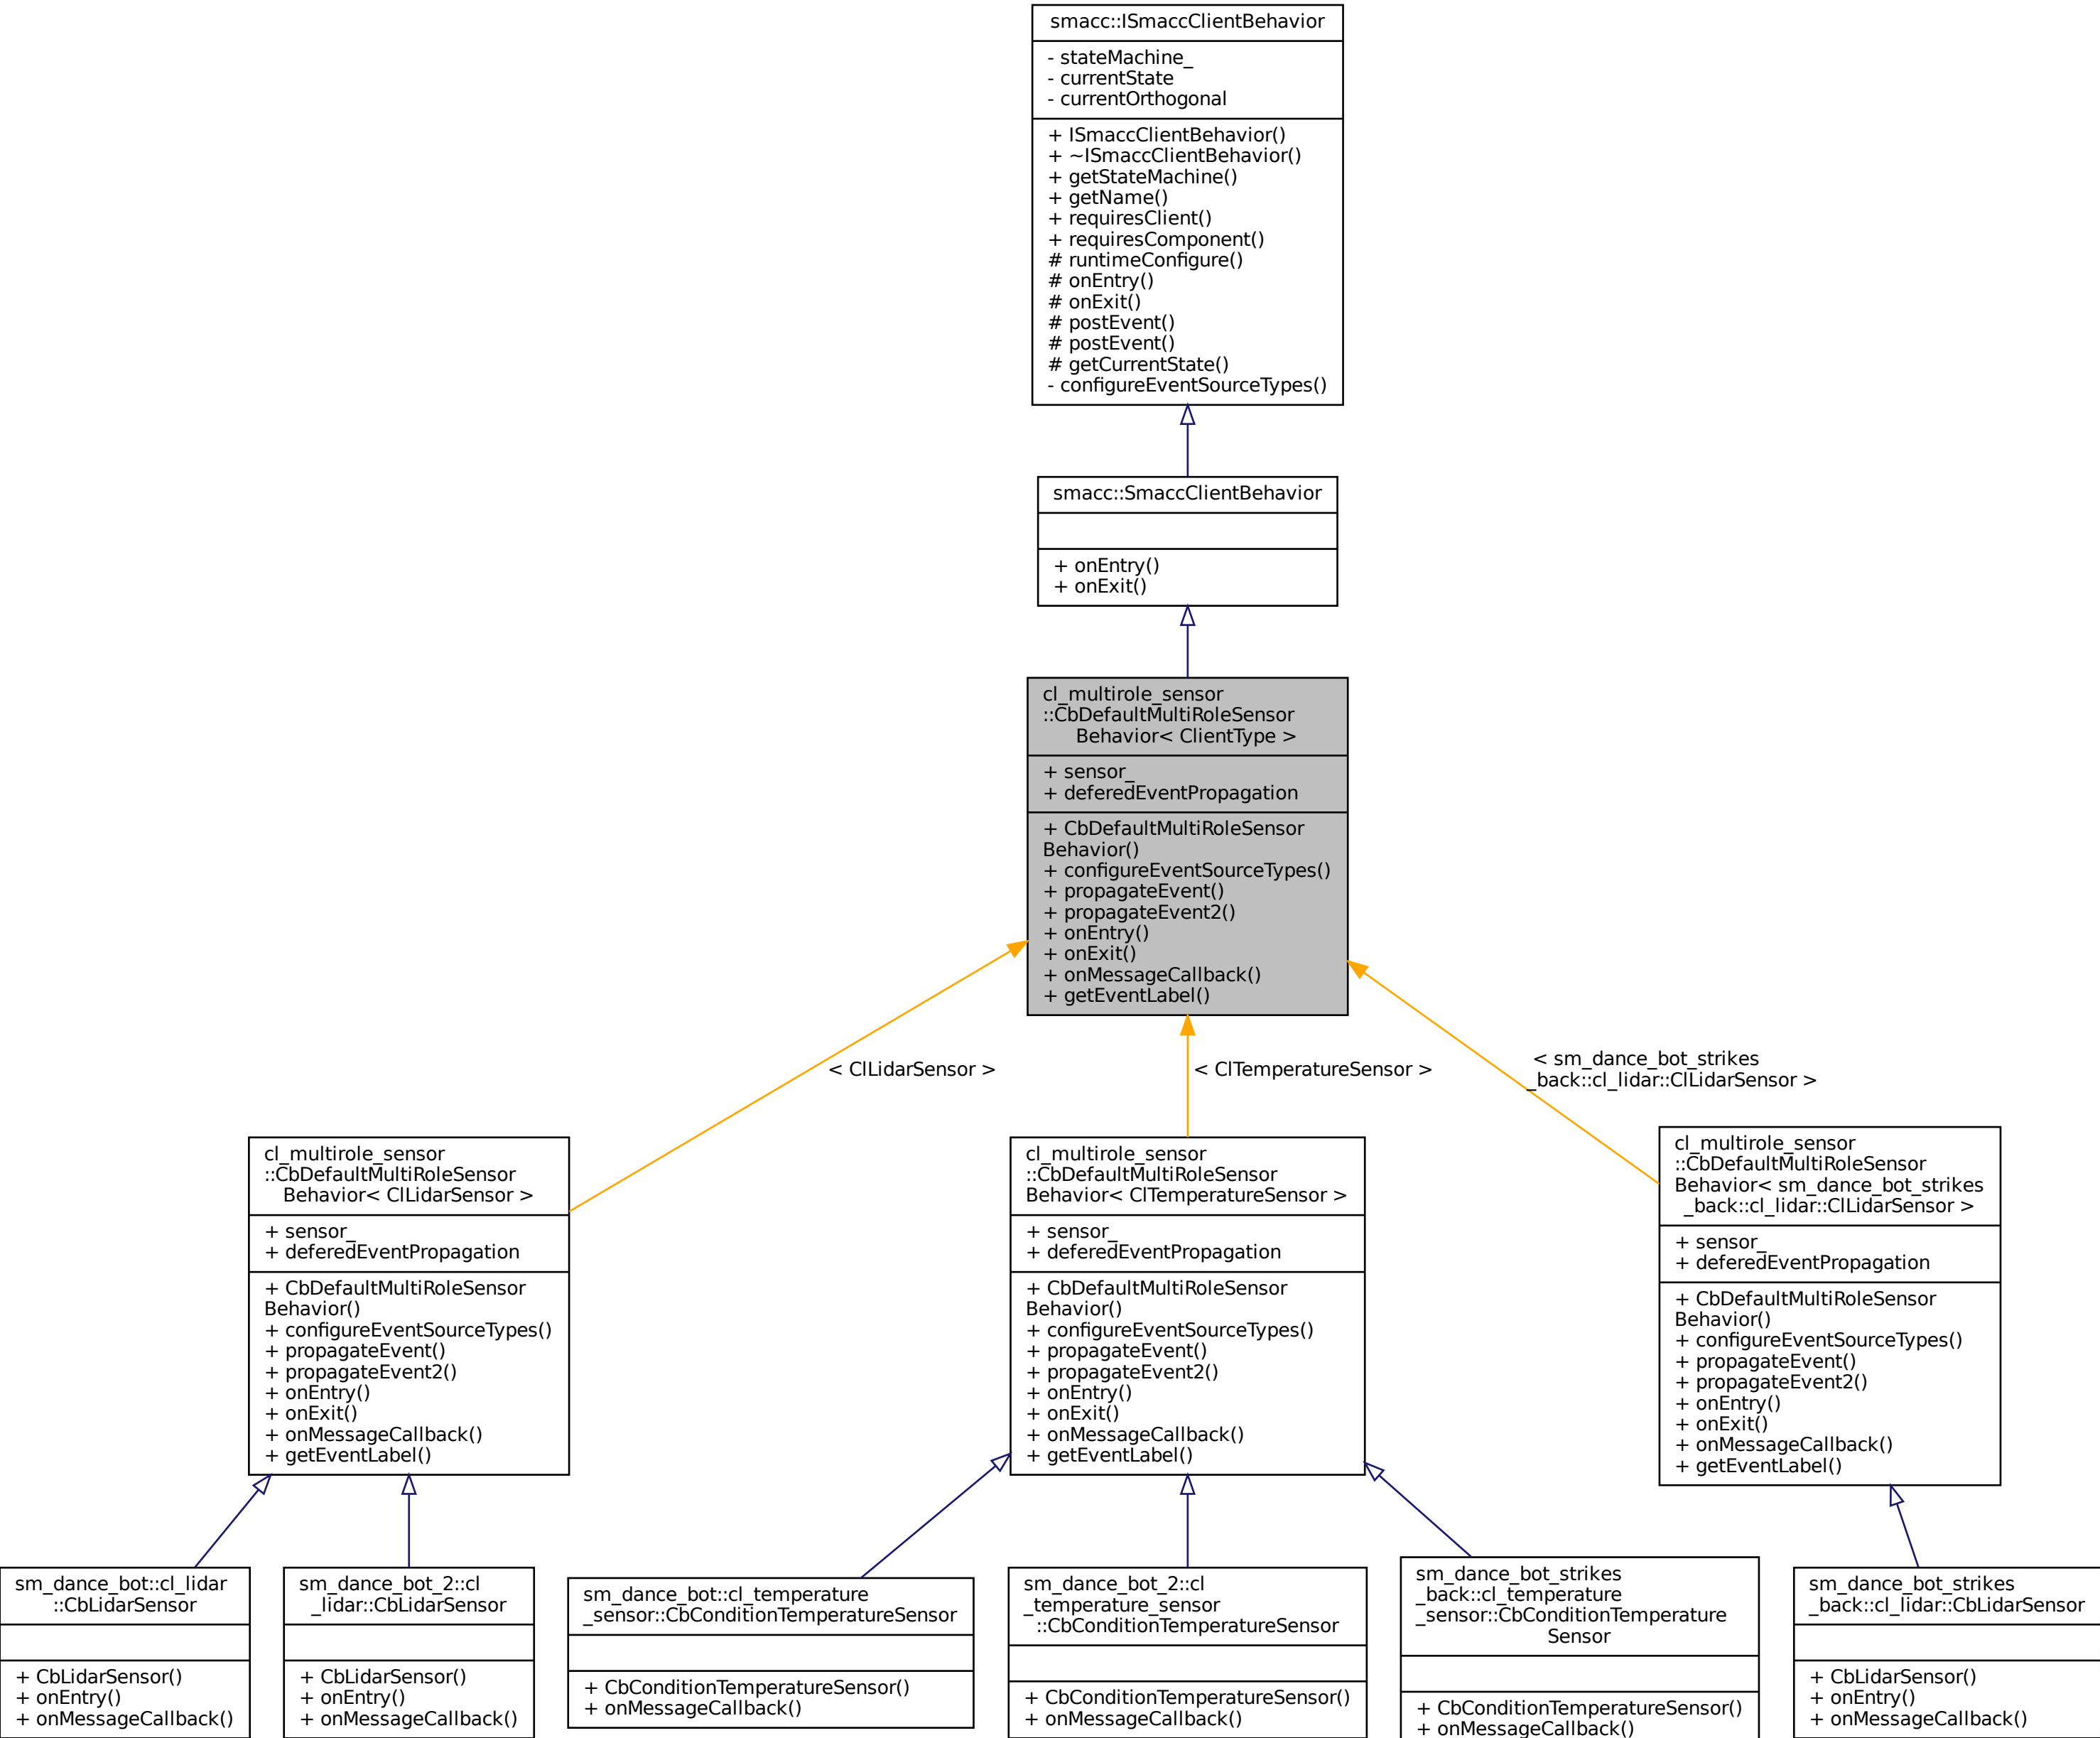 smacc::ISmaccClientBehavior
- stateMachine_
- currentState
- currentOrthogonal
+ ISmaccClientBehavior()
+ ~ISmaccClientBehavior()
+ getStateMachine()
+ getName()
+ requiresClient()
+ requiresComponent()
# runtimeConfigure()
# onEntry()
# onExit()
# postEvent()
# postEvent()
# getCurrentState()
- configureEventSourceTypes()
smacc::SmaccClientBehavior
+ onEntry()
+ onExit()
cl_multirole_sensor
::CbDefaultMultiRoleSensor
Behavior< ClientType >
+ sensor_
+ deferedEventPropagation
+ CbDefaultMultiRoleSensor
Behavior()
+ configureEventSourceTypes()
+ propagateEvent()
+ propagateEvent2()
+ onEntry()
+ onExit()
+ onMessageCallback()
+ getEventLabel()
< ClLidarSensor >
< ClTemperatureSensor >
< sm_dance_bot_strikes
_back::cl_lidar::ClLidarSensor >
cl_multirole_sensor
::CbDefaultMultiRoleSensor
Behavior< ClLidarSensor >
+ sensor_
+ deferedEventPropagation
+ CbDefaultMultiRoleSensor
Behavior()
+ configureEventSourceTypes()
+ propagateEvent()
+ propagateEvent2()
+ onEntry()
+ onExit()
+ onMessageCallback()
+ getEventLabel()
cl_multirole_sensor
::CbDefaultMultiRoleSensor
Behavior< ClTemperatureSensor >
+ sensor_
+ deferedEventPropagation
+ CbDefaultMultiRoleSensor
Behavior()
+ configureEventSourceTypes()
+ propagateEvent()
+ propagateEvent2()
+ onEntry()
+ onExit()
+ onMessageCallback()
+ getEventLabel()
cl_multirole_sensor
::CbDefaultMultiRoleSensor
Behavior< sm_dance_bot_strikes
_back::cl_lidar::ClLidarSensor >
+ sensor_
+ deferedEventPropagation
+ CbDefaultMultiRoleSensor
Behavior()
+ configureEventSourceTypes()
+ propagateEvent()
+ propagateEvent2()
+ onEntry()
+ onExit()
+ onMessageCallback()
+ getEventLabel()
sm_dance_bot::cl_lidar
::CbLidarSensor
+ CbLidarSensor()
+ onEntry()
+ onMessageCallback()
sm_dance_bot_2::cl
_lidar::CbLidarSensor
+ CbLidarSensor()
+ onEntry()
+ onMessageCallback()
sm_dance_bot::cl_temperature
_sensor::CbConditionTemperatureSensor
+ CbConditionTemperatureSensor()
+ onMessageCallback()
sm_dance_bot_2::cl
_temperature_sensor
::CbConditionTemperatureSensor
+ CbConditionTemperatureSensor()
+ onMessageCallback()
sm_dance_bot_strikes
_back::cl_temperature
_sensor::CbConditionTemperature
Sensor
+ CbConditionTemperatureSensor()
+ onMessageCallback()
sm_dance_bot_strikes
_back::cl_lidar::CbLidarSensor
+ CbLidarSensor()
+ onEntry()
+ onMessageCallback()